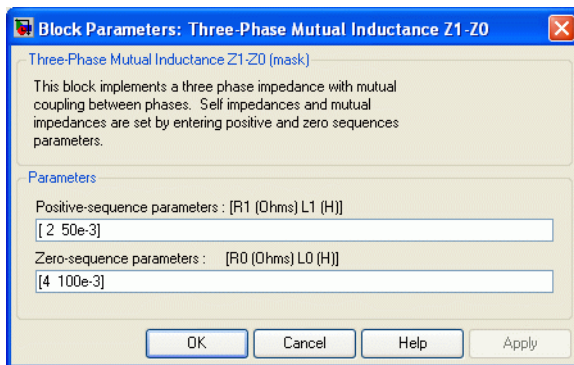 Block Parameters: Three-Phase Mutual Inductance Z1-Z0
Three-Phase Mutual Inductance Z1-Z0 (mask)
This block implements a three phase impedance with mutual
coupling between phases. Self impedances and mutual
impedances are set by entering positive and zero sequences
parameters.
Parameters
Positive-sequence parameters : [R1 (Ohms) L1 (H)]
[ 2 50e-3]
Zero-sequence parameters : [R0 (Ohms) L0 (H)]
[4 100e-3]
OK Cancel Help Apply